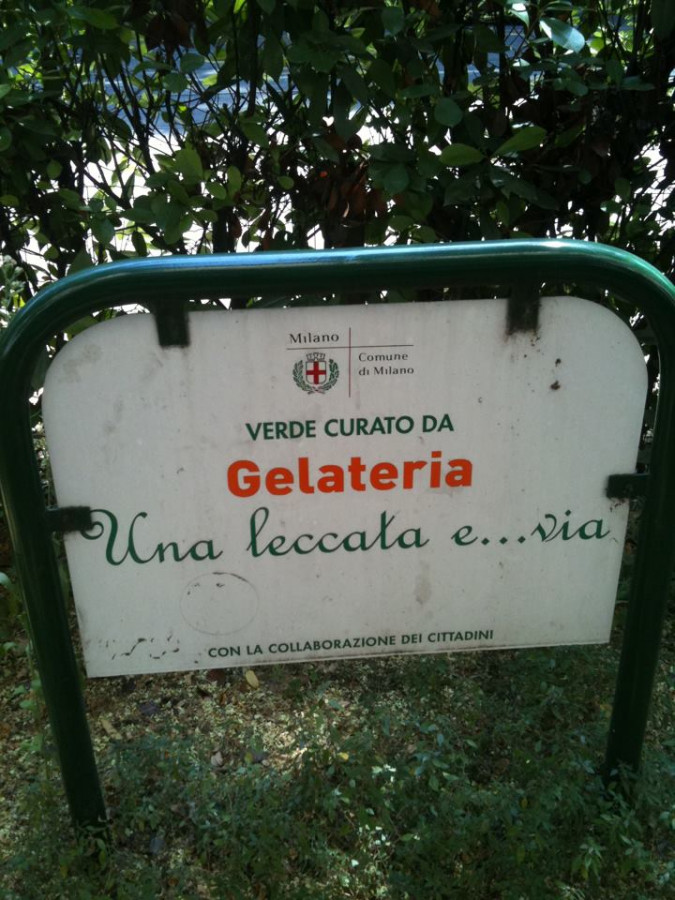 Milano
Comune
di Milano
VERDE CURATO DA
Gelateria
Una leccata e...via
CON LA COLLABORAZIONE DEI CITTADINI